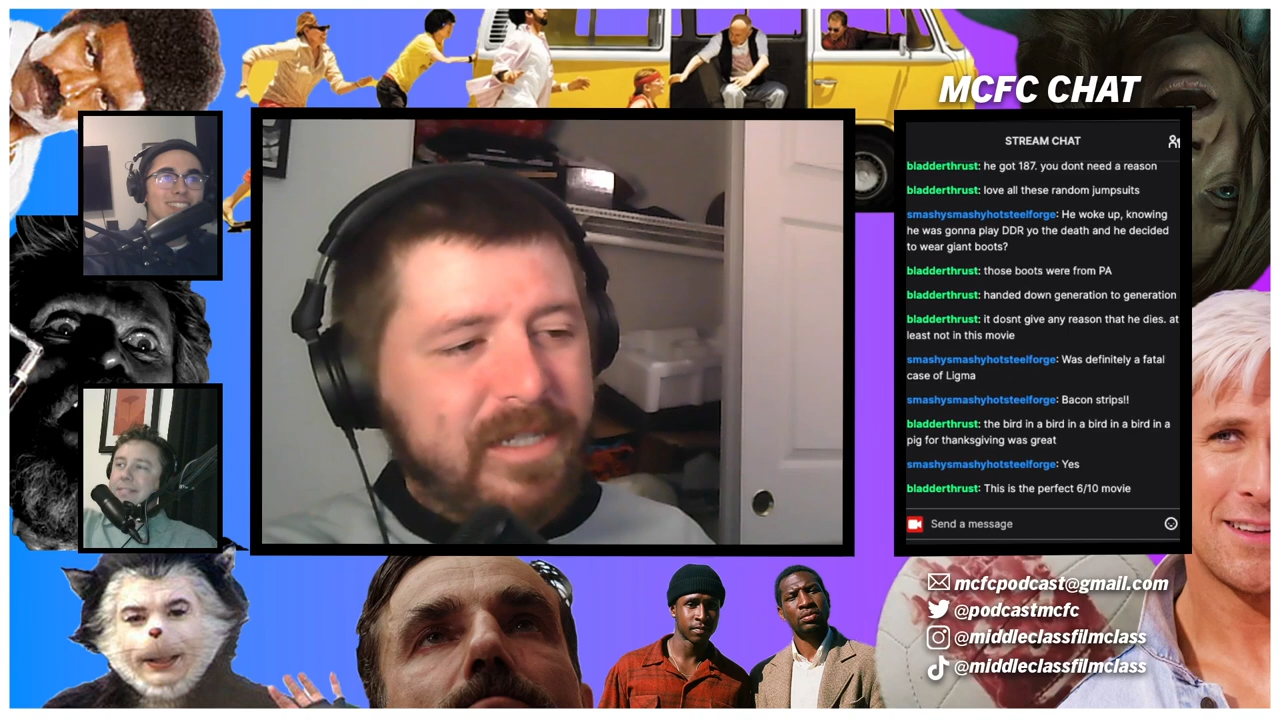 MCFC CHAT
STREAM CHAT
bladderthrust: he got 187. you dont need a reason
bladderthrust: love all these random jumpsuits
smashysmashyhotsteelforge: He woke up, knowing
he was gonna play DDR yo the death and he decided
to wear giant boots?
bladderthrust: those boots were from PA
bladderthrust: handed down generation to generation
bladderthrust: it dosnt give any reason that he dies. at
least not in this movie
smashysmashyhotsteelforge: Was definitely a fatal
case of Ligma
smashysmashyhotsteelforge: Bacon strips!!
bladderthrust: the bird in a bird in a bird in a bird in a
pig for thanksgiving was great
smashysmashyhotsteelforge: Yes
bladderthrust: This is the perfect 6/10 movie
Send a message
mcfcpodcast@gmail.com
@podcastmcfc
@middleclassfilmclass
@middleclassfilmclass